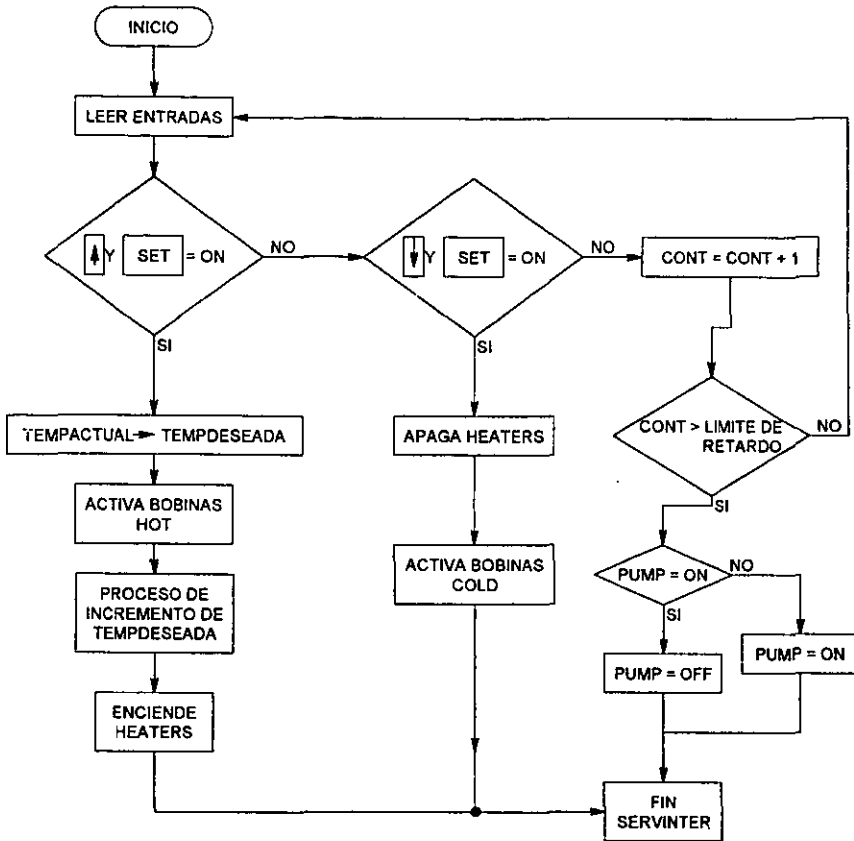 INICIO
LEER ENTRADAS
Y SET = ON
NO
SI
Y SET = ON
NO
SI
CONT = CONT + 1
TEMPACTUAL → TEMPDESEADA
APAGA HEATERS
CONT > LIMITE DE
RETARDO
NO
SI
ACTIVA BOBINAS
HOT
ACTIVA BOBINAS
COLD
PUMP = ON
NO
SI
PROCESO DE
INCREMENTO DE
TEMPDESEADA
PUMP = OFF
PUMP = ON
ENCIENDE
HEATERS
FIN
SERVINTER